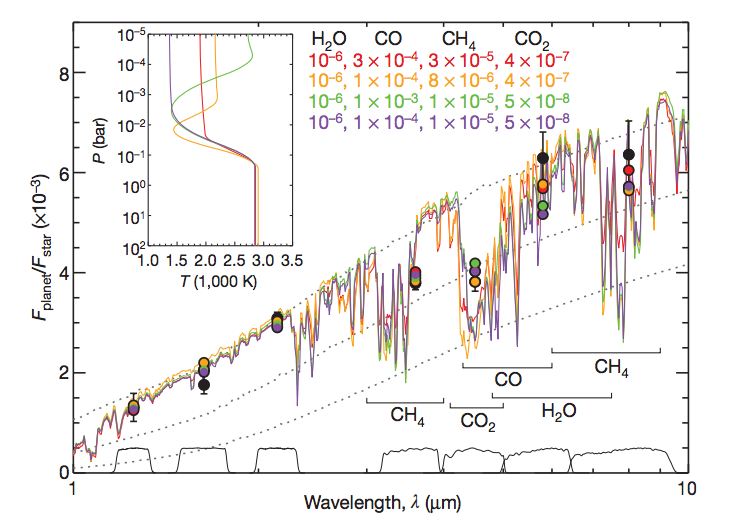 H₂O CO CH₄ CO₂
10⁻⁶, 3 × 10⁻⁴, 3 × 10⁻⁵, 4 × 10⁻⁷
10⁻⁶, 1 × 10⁻⁴, 8 × 10⁻⁶, 4 × 10⁻⁷
10⁻⁶, 1 × 10⁻³, 1 × 10⁻⁵, 5 × 10⁻⁸
10⁻⁶, 1 × 10⁻⁴, 1 × 10⁻⁵, 5 × 10⁻⁸
P (bar)
10⁻⁵
10⁻⁴
10⁻³
10⁻²
10⁻¹
10⁰
10¹
10²
1.0 1.5 2.0 2.5 3.0 3.5
T (1,000 K)
F_planet/F_star (×10⁻³)
8
6
4
2
0
CO
CH₄
CH₄
CO₂
H₂O
1 10
Wavelength, λ (μm)